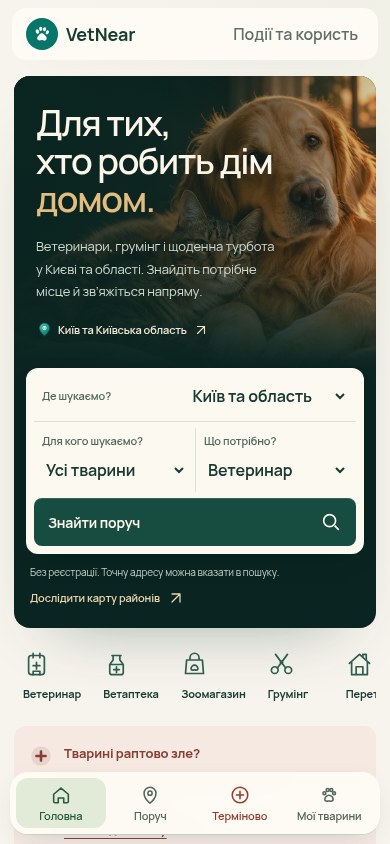 VetNear
Події та користь
Для тих,
хто робить дім
домом.
Ветеринари, грумінг і щоденна турбота
у Києві та області. Знайдіть потрібне
місце й зв’яжіться напряму.
Київ та Київська область
Де шукаємо?
Київ та область
Для кого шукаємо?
Що потрібно?
Усі тварини
Ветеринар
Знайти поруч
Без реєстрації. Точну адресу можна вказати в пошуку.
Дослідити карту районів
Ветеринар
Ветаптека
Зоомагазин
Грумінг
Тварині раптово зле?
Головна
Поруч
Терміново
Мої тварини